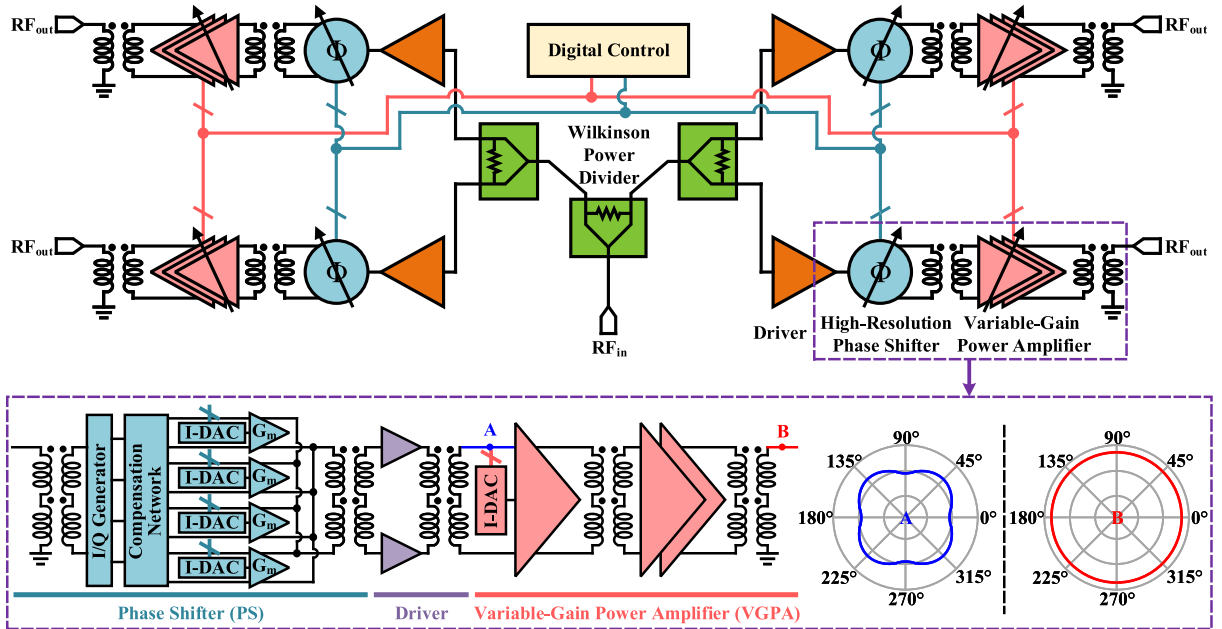 RFout
Φ
Digital Control
Φ
RFout
Wilkinson
Power
Divider
RFout
Φ
Φ
RFout
RFin
Driver
High-Resolution
Phase Shifter
Variable-Gain
Power Amplifier
I/Q Generator
Compensation
Network
I-DAC
Gm
I-DAC
Gm
I-DAC
Gm
I-DAC
Gm
A
I-DAC
B
90°
135°
45°
180°
A
0°
225°
315°
270°
90°
135°
45°
180°
B
0°
225°
315°
270°
Phase Shifter (PS)
Driver
Variable-Gain Power Amplifier (VGPA)